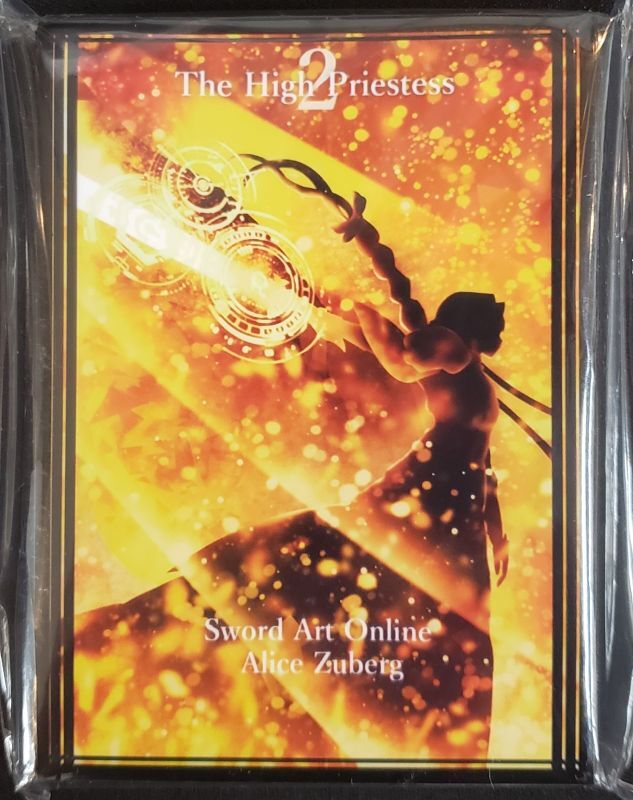 2
The High Priestess
Sword Art Online
Alice Zuberg